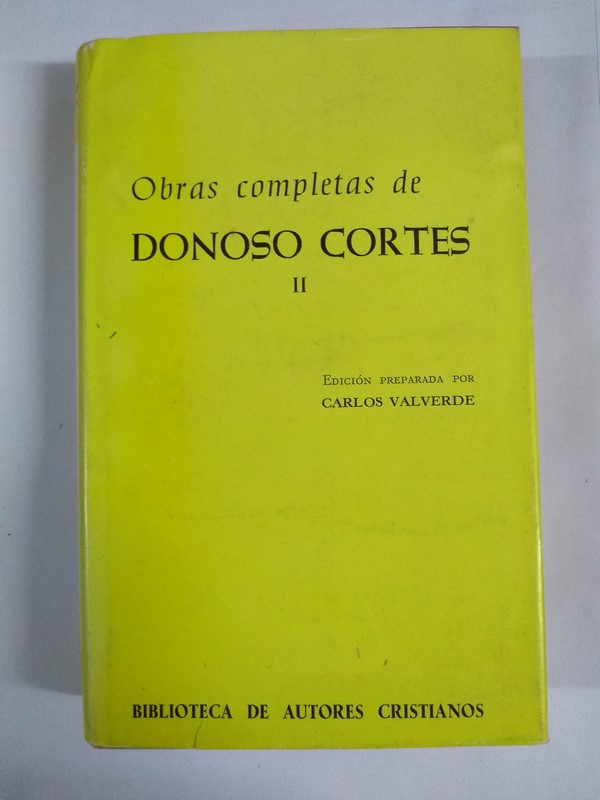 Obras completas de
DONOSO CORTES
II
EDICIÓN PREPARADA POR
CARLOS VALVERDE
BIBLIOTECA DE AUTORES CRISTIANOS